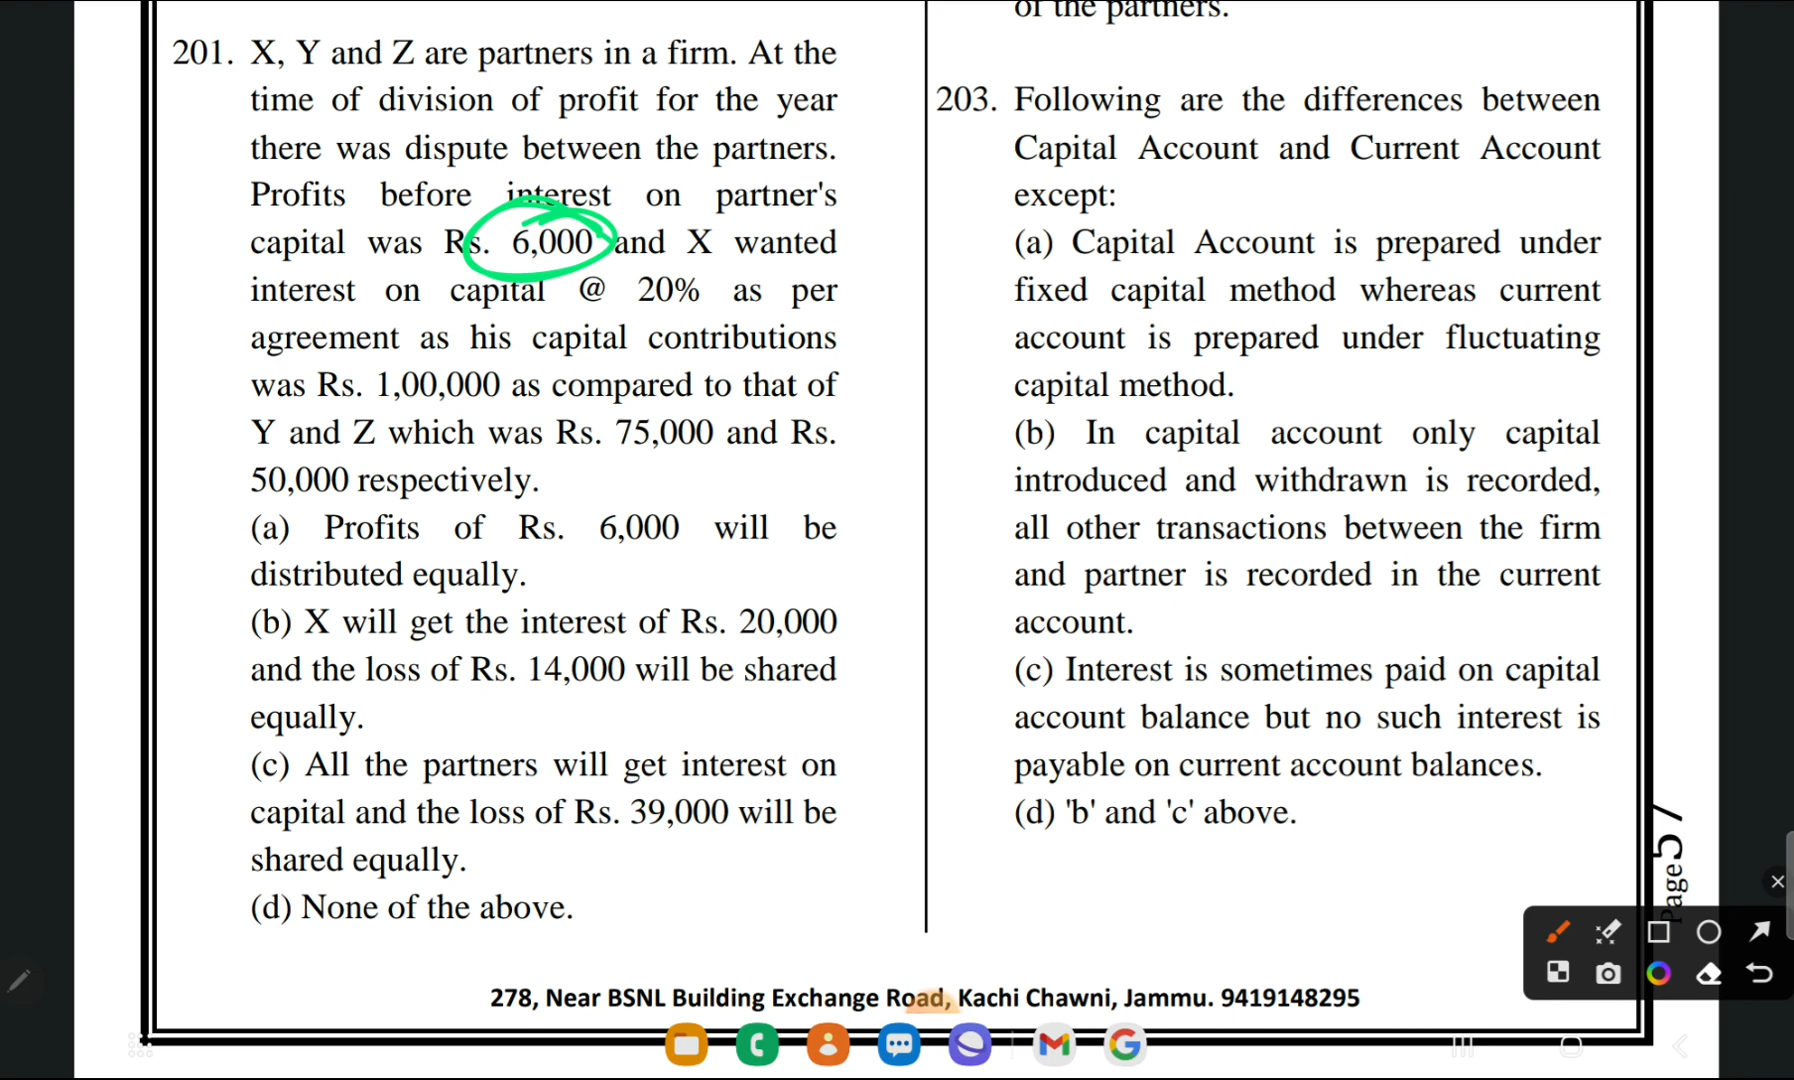 201. X, Y and Z are partners in a firm. At the
time of division of profit for the year
there was dispute between the partners.
Profits before interest on partner's
capital was Rs. 6,000 and X wanted
interest on capital @ 20% as per
agreement as his capital contributions
was Rs. 1,00,000 as compared to that of
Y and Z which was Rs. 75,000 and Rs.
50,000 respectively.
(a) Profits of Rs. 6,000 will be
distributed equally.
(b) X will get the interest of Rs. 20,000
and the loss of Rs. 14,000 will be shared
equally.
(c) All the partners will get interest on
capital and the loss of Rs. 39,000 will be
shared equally.
(d) None of the above.
of the partners.
203. Following are the differences between
Capital Account and Current Account
except:
(a) Capital Account is prepared under
fixed capital method whereas current
account is prepared under fluctuating
capital method.
(b) In capital account only capital
introduced and withdrawn is recorded,
all other transactions between the firm
and partner is recorded in the current
account.
(c) Interest is sometimes paid on capital
account balance but no such interest is
payable on current account balances.
(d) 'b' and 'c' above.
Page57
278, Near BSNL Building Exchange Road, Kachi Chawni, Jammu. 9419148295